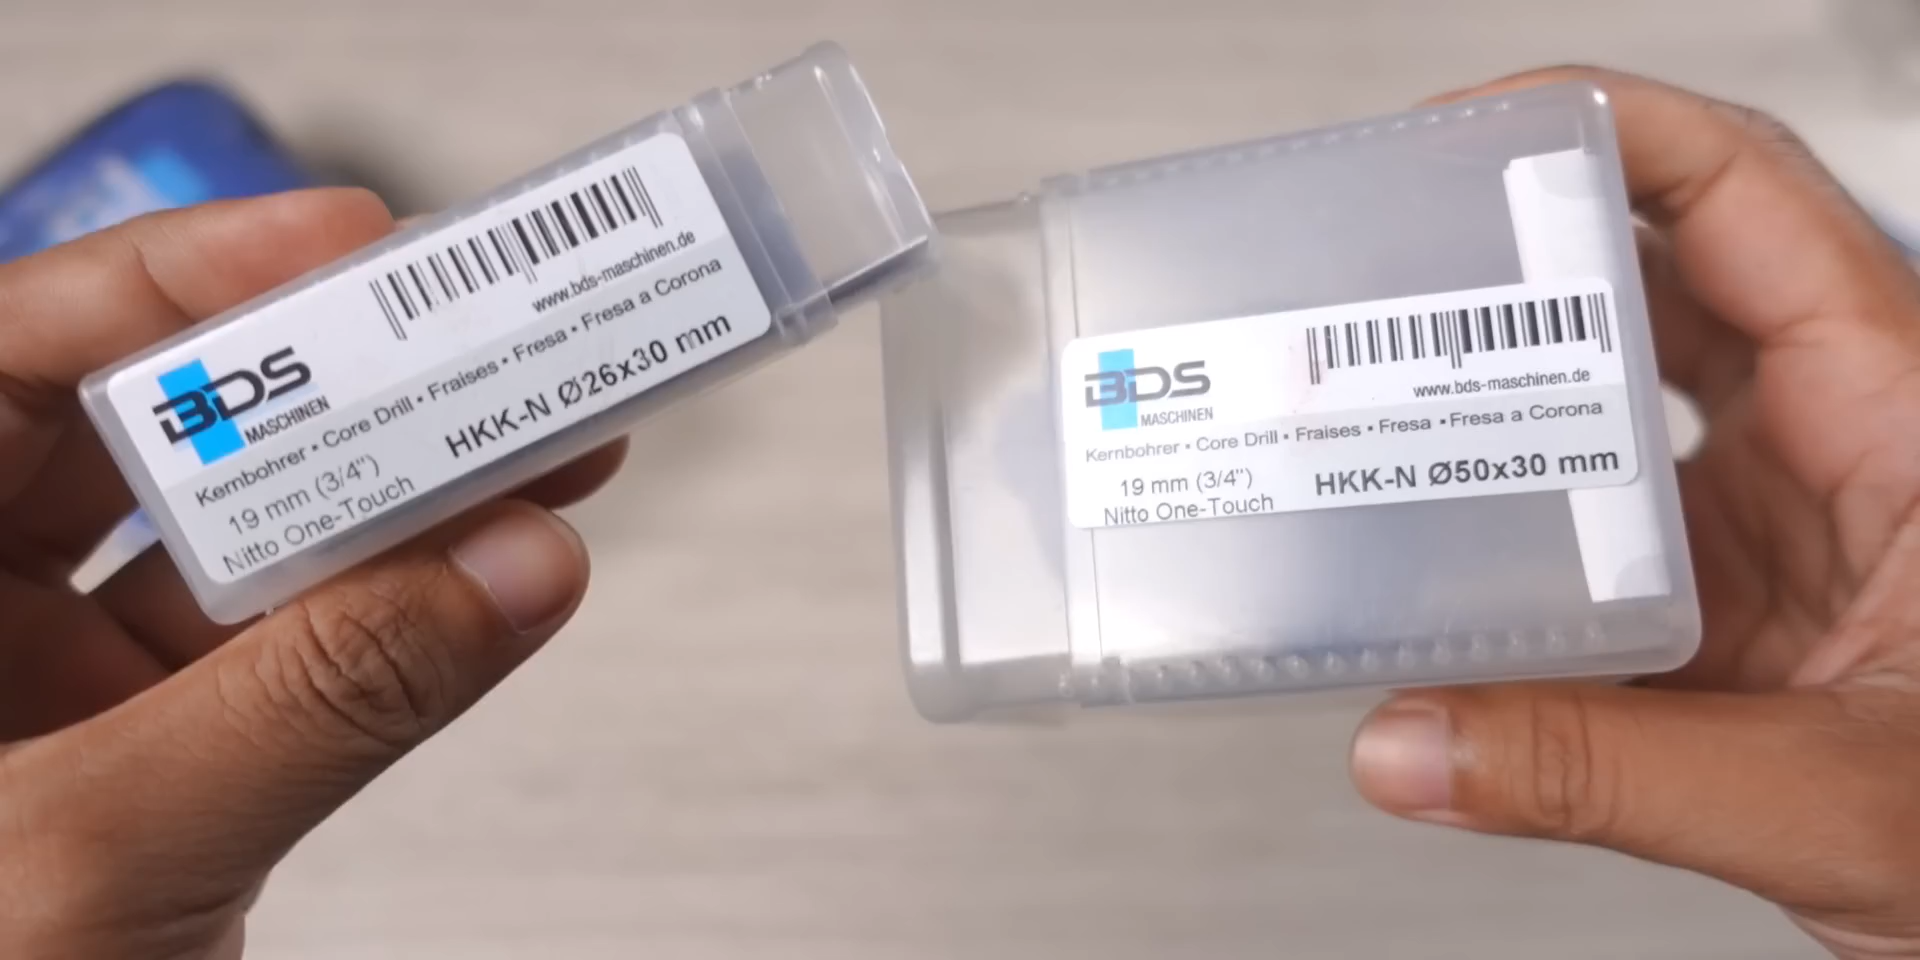 www.bds-maschinen.de
BDS
MASCHINEN
Kernbohrer • Core Drill • Fraises • Fresa • Fresa a Corona
19 mm (3/4")
Nitto One-Touch
HKK-N Ø26x30 mm
www.bds-maschinen.de
BDS
MASCHINEN
Kernbohrer • Core Drill • Fraises • Fresa • Fresa a Corona
19 mm (3/4")
Nitto One-Touch
HKK-N Ø50x30 mm